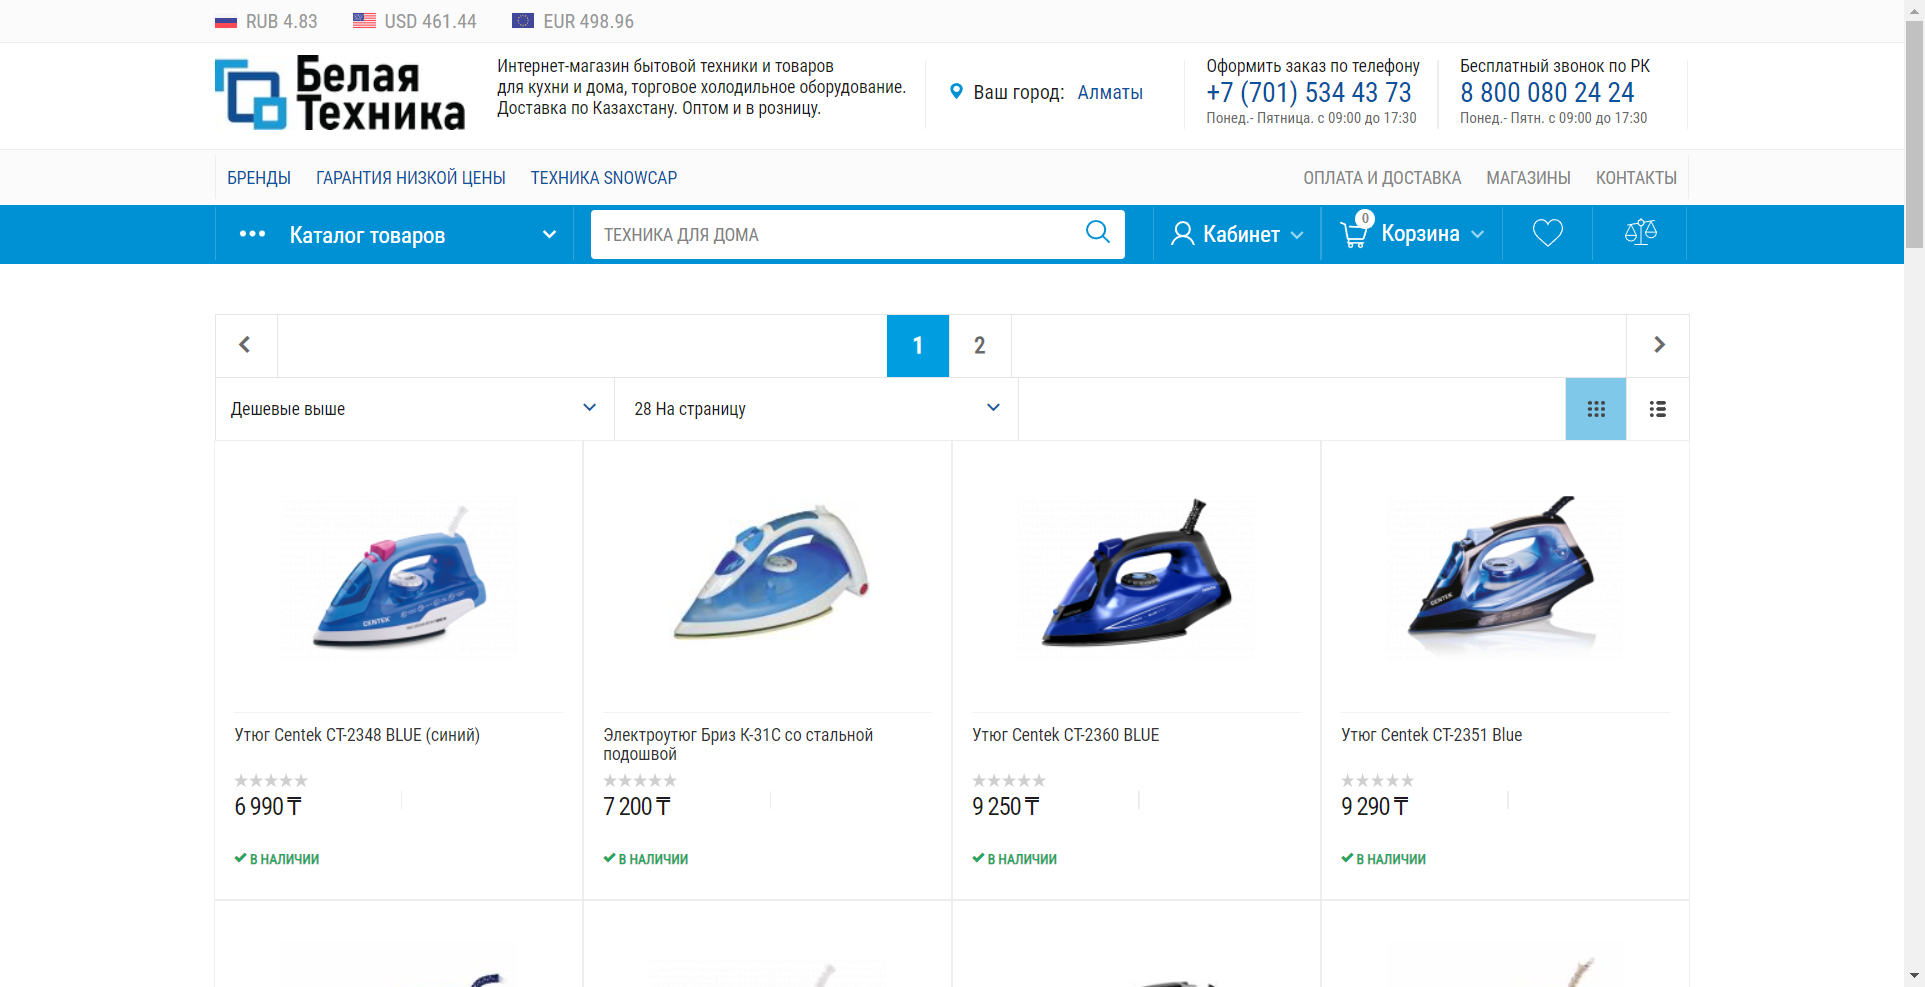 RUB 4.83 USD 461.44 EUR 498.96
Белая Техника
Интернет-магазин бытовой техники и товаров
для кухни и дома, торговое холодильное оборудование.
Доставка по Казахстану. Оптом и в розницу.
Ваш город: Алматы
Оформить заказ по телефону
+7 (701) 534 43 73
Понед.- Пятница. с 09:00 до 17:30
Бесплатный звонок по РК
8 800 080 24 24
Понед.- Пятн. с 09:00 до 17:30
БРЕНДЫ ГАРАНТИЯ НИЗКОЙ ЦЕНЫ ТЕХНИКА SNOWCAP ОПЛАТА И ДОСТАВКА МАГАЗИНЫ КОНТАКТЫ
Каталог товаров ТЕХНИКА ДЛЯ ДОМА Кабинет 0 Корзина
1 2
Дешевые выше 28 На страницу
CENTEK
CENTEK
Утюг Centek CT-2348 BLUE (синий)
6 990 ₸
В НАЛИЧИИ
Электроутюг Бриз К-31С со стальной
подошвой
7 200 ₸
В НАЛИЧИИ
Утюг Centek CT-2360 BLUE
9 250 ₸
В НАЛИЧИИ
Утюг Centek CT-2351 Blue
9 290 ₸
В НАЛИЧИИ